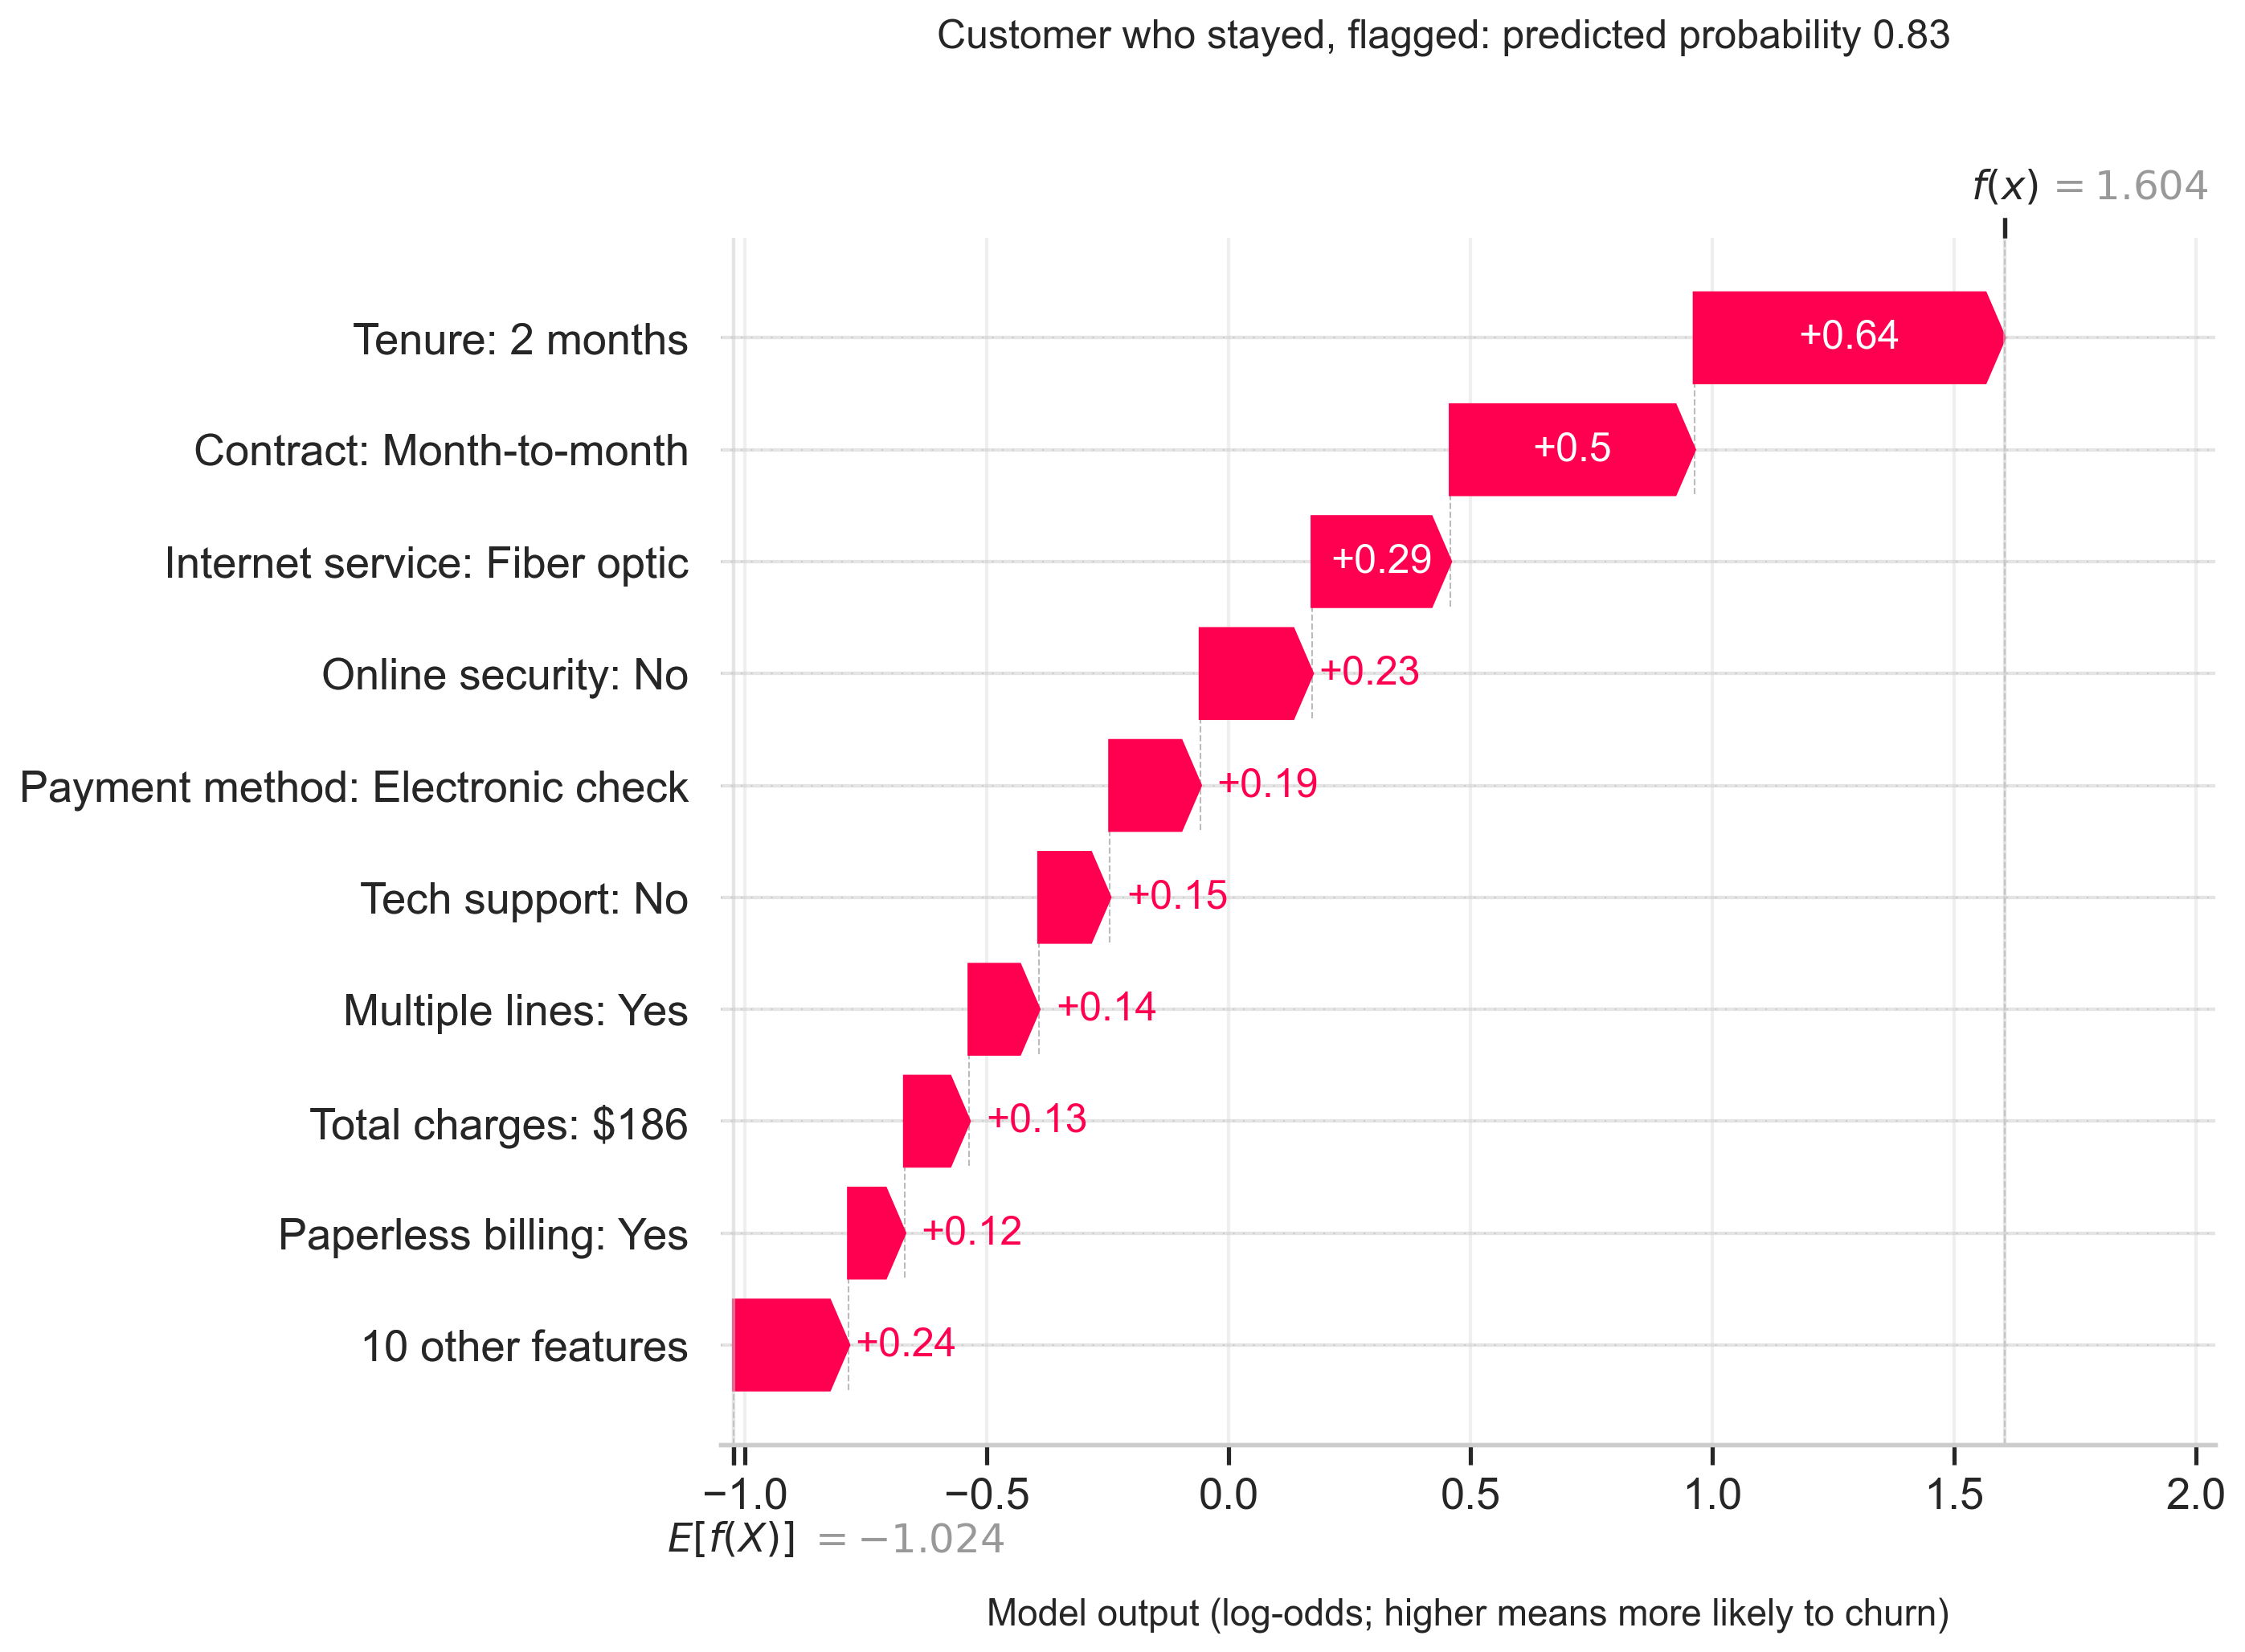 Customer who stayed, flagged: predicted probability 0.83
f(x) = 1.604
Tenure: 2 months
+0.64
Contract: Month-to-month
+0.5
Internet service: Fiber optic
+0.29
Online security: No
+0.23
Payment method: Electronic check
+0.19
Tech support: No
+0.15
Multiple lines: Yes
+0.14
Total charges: $186
+0.13
Paperless billing: Yes
+0.12
10 other features
+0.24
−1.0 −0.5 0.0 0.5 1.0 1.5 2.0
E[f(X)] = −1.024
Model output (log-odds; higher means more likely to churn)